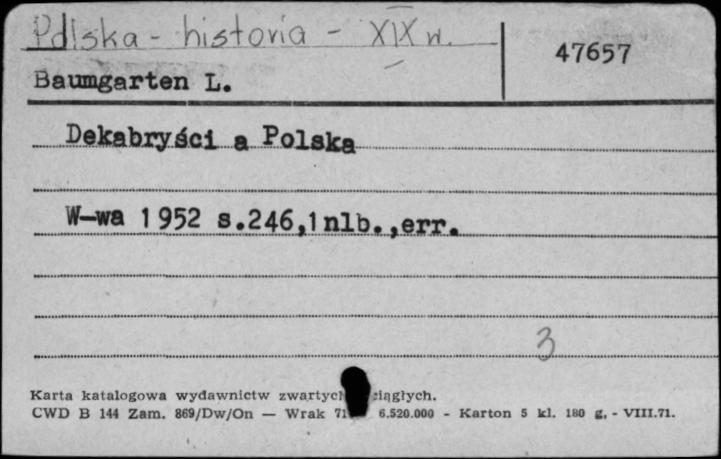 Polska - historia - XIX w.
47657
Baumgarten L.
Dekabryści a Polska
W-wa 1952 s.246,1nlb.,err.
3
Karta katalogowa wydawnictw zwartych ciągłych.
CWD B 144 Zam. 869/Dw/On — Wrak 71 6.520.000 - Karton 5 kl. 180 g, - VIII.71.